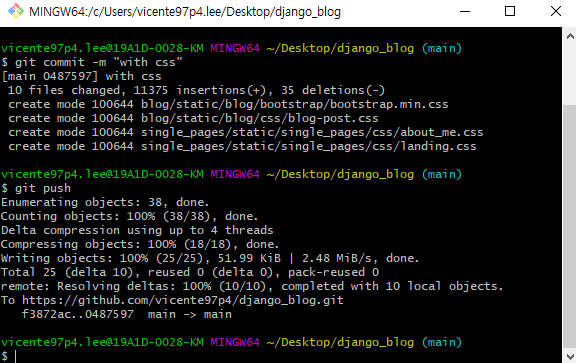 MINGW64:/c/Users/vicente97p4.lee/Desktop/django_blog
vicente97p4.lee@19A1D-0028-KM MINGW64 ~/Desktop/django_blog (main)
$ git commit -m "with css"
[main 0487597] with css
 10 files changed, 11375 insertions(+), 35 deletions(-)
 create mode 100644 blog/static/blog/bootstrap/bootstrap.min.css
 create mode 100644 blog/static/blog/css/blog-post.css
 create mode 100644 single_pages/static/single_pages/css/about_me.css
 create mode 100644 single_pages/static/single_pages/css/landing.css
vicente97p4.lee@19A1D-0028-KM MINGW64 ~/Desktop/django_blog (main)
$ git push
Enumerating objects: 38, done.
Counting objects: 100% (38/38), done.
Delta compression using up to 4 threads
Compressing objects: 100% (18/18), done.
Writing objects: 100% (25/25), 51.99 KiB | 2.48 MiB/s, done.
Total 25 (delta 10), reused 0 (delta 0), pack-reused 0
remote: Resolving deltas: 100% (10/10), completed with 10 local objects.
To https://github.com/vicente97p4/django_blog.git
   f3872ac..0487597  main -> main
vicente97p4.lee@19A1D-0028-KM MINGW64 ~/Desktop/django_blog (main)
$